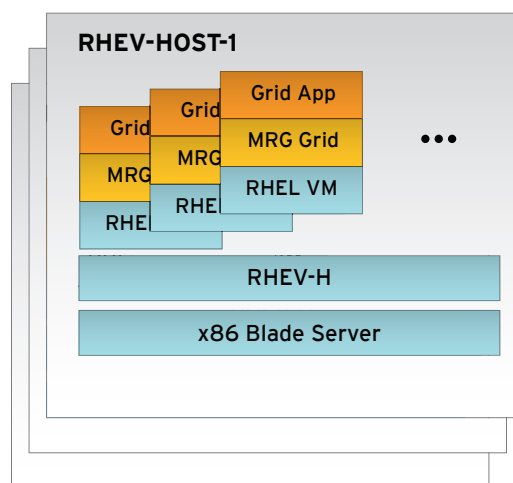 RHEV-HOST-1
Grid App
Grid
Grid
MRG Grid
MRG
MRG
RHEL VM
RHEL
RHEL
...
RHEV-H
x86 Blade Server